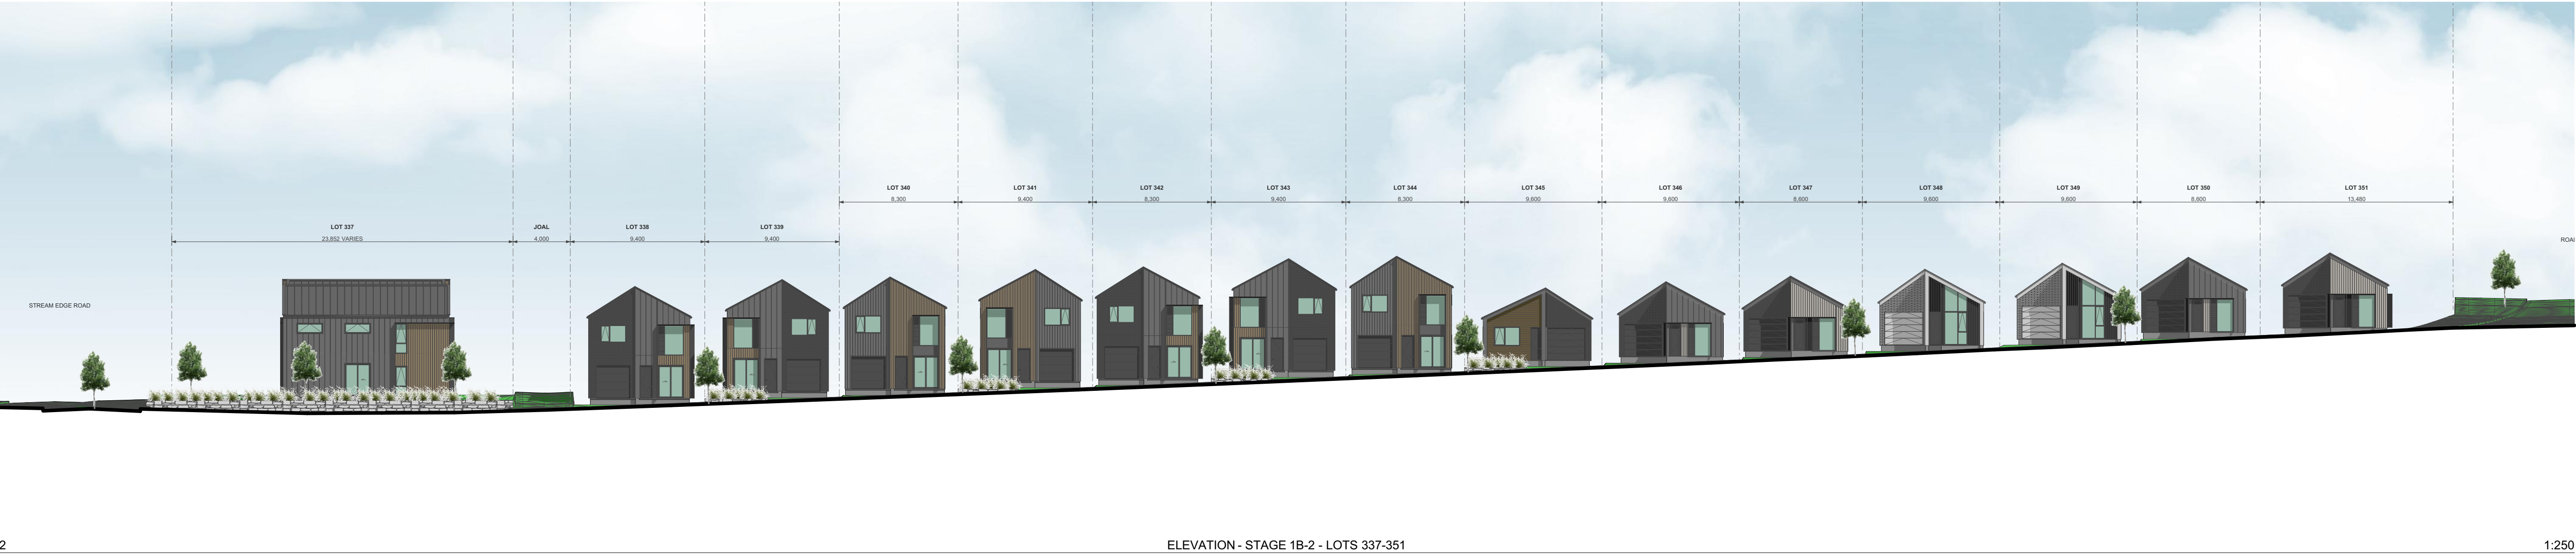 LOT 340 LOT 341 LOT 342 LOT 343 LOT 344 LOT 345 LOT 346 LOT 347 LOT 348 LOT 349 LOT 350 LOT 351
8,300 9,400 8,300 9,400 8,300 9,600 9,600 8,600 9,600 9,600 8,600 13,480
LOT 337 JOAL LOT 338 LOT 339
23,852 VARIES 4,000 9,400 9,400
ROA
STREAM EDGE ROAD
2 ELEVATION - STAGE 1B-2 - LOTS 337-351 1:250